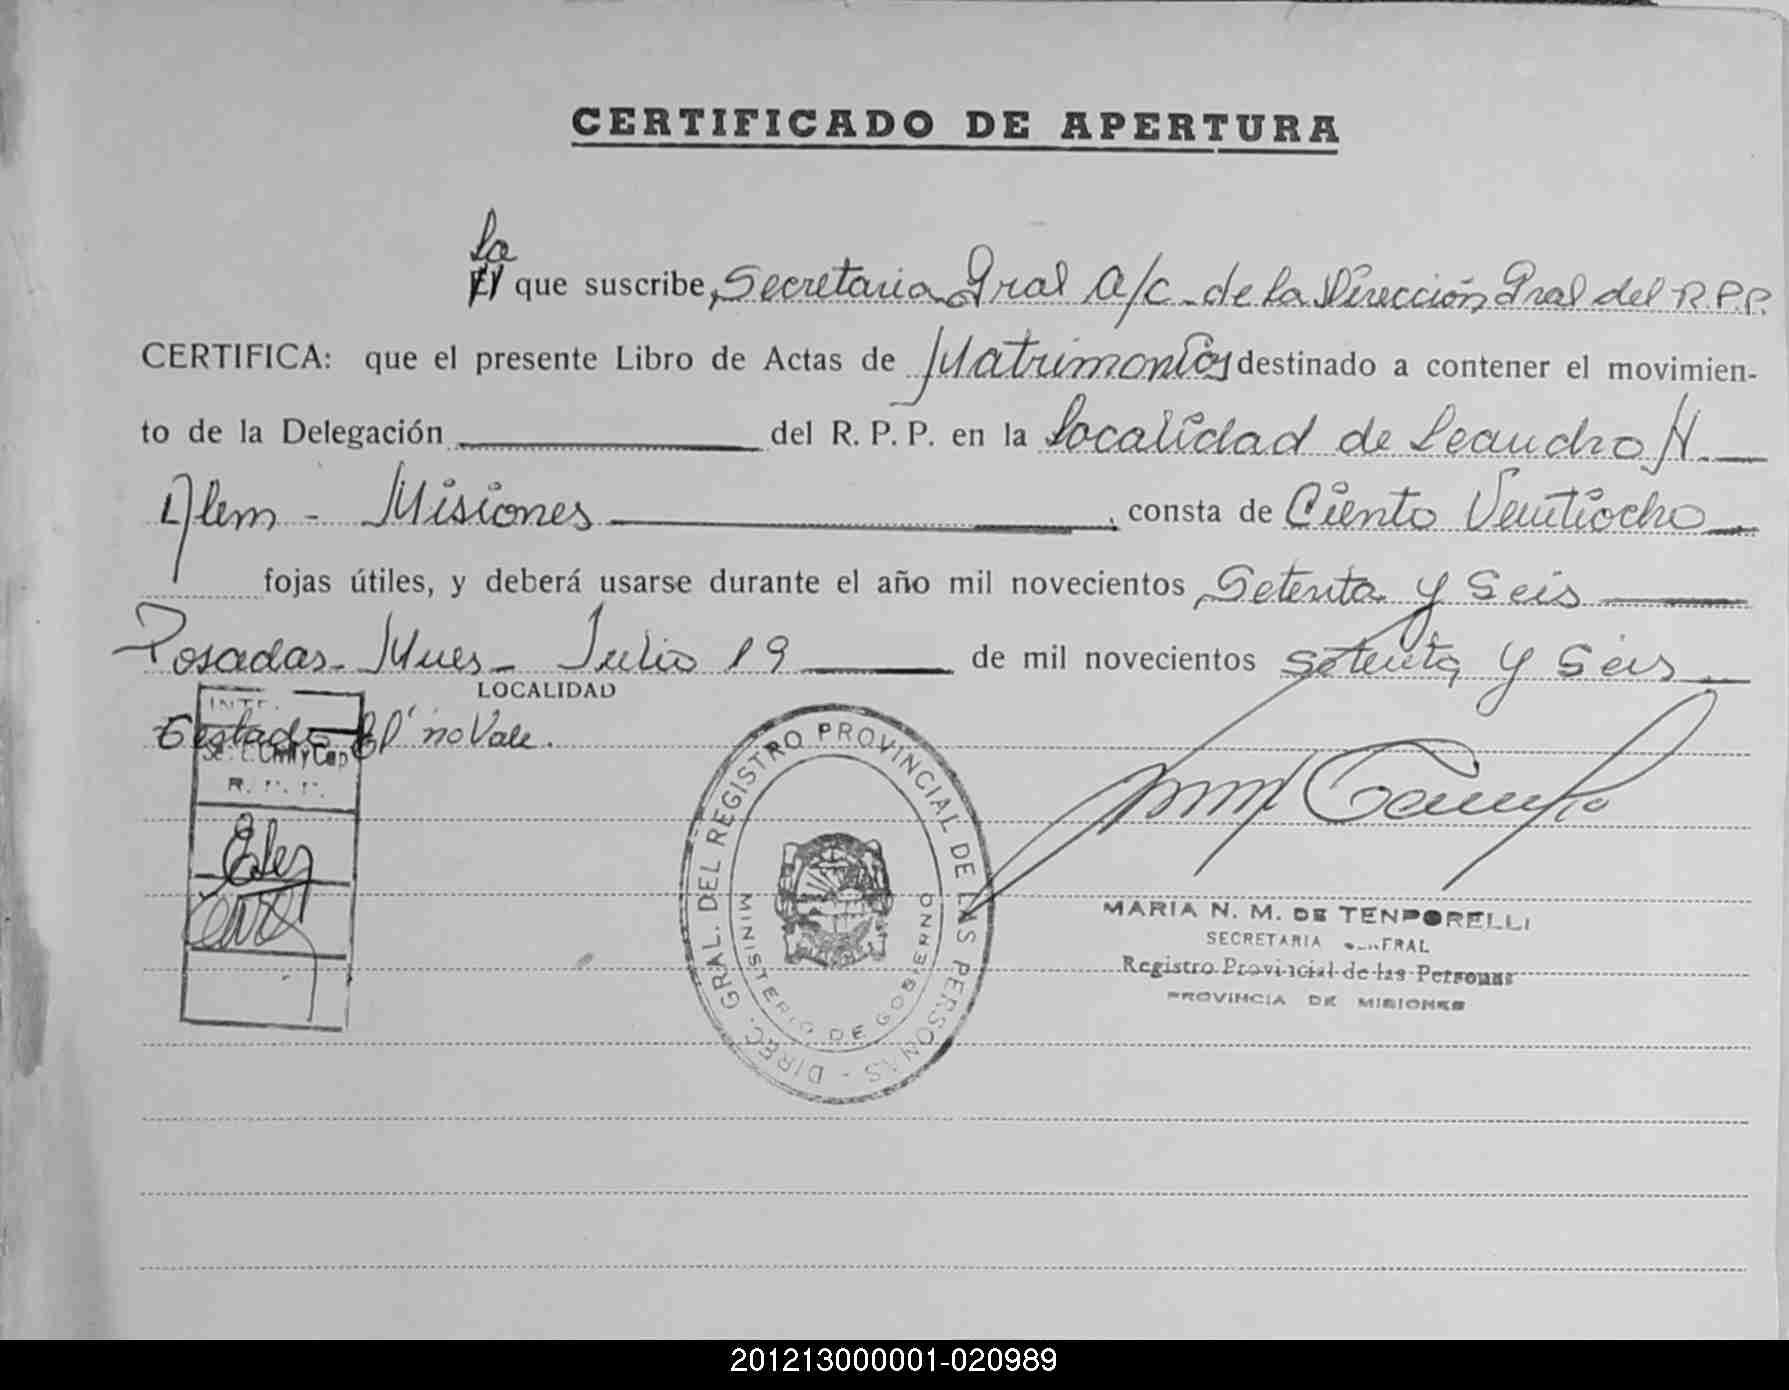 CERTIFICADO DE APERTURA
La
El que suscribe, Secretaria Gral a/c de la Dirección Gral del R.P.P.
CERTIFICA: que el presente Libro de Actas de Matrimonios destinado a contener el movimien-
to de la Delegación del R. P. P. en la Localidad de Leandro N.
Alem - Misiones, consta de Ciento Veintiocho
fojas útiles, y deberá usarse durante el año mil novecientos Setenta y Seis
Posadas - Mnes - Julio 19 de mil novecientos setenta y Seis
LOCALIDAD
Testado El no Vale.
R. P. P.
DIREC. GRAL. DEL REGISTRO PROVINCIAL DE LAS PERSONAS -
MINISTERIO DE GOBIERNO
MARIA N. M. DE TENPORELLI
SECRETARIA GENERAL
Registro Provincial de las Personas
PROVINCIA DE MISIONES
201213000001-020989